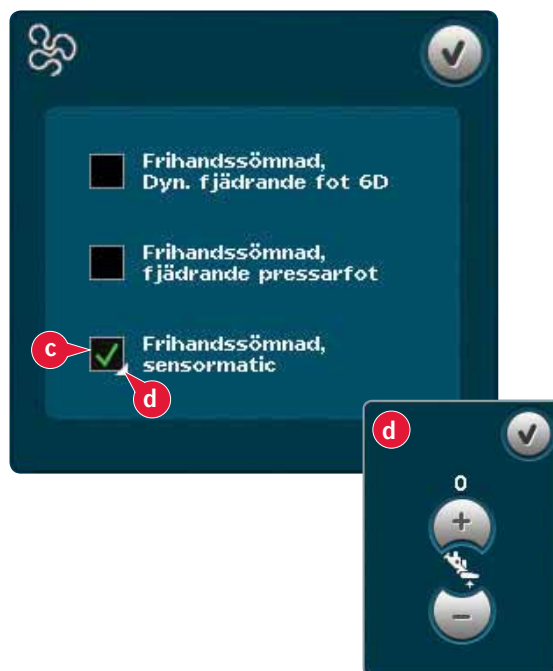 Frihandssömnad,
Dyn. fjädrande fot 6D
Frihandssömnad,
fjädrande pressarfot
c
Frihandssömnad,
sensormatic
d
d
0
+
−